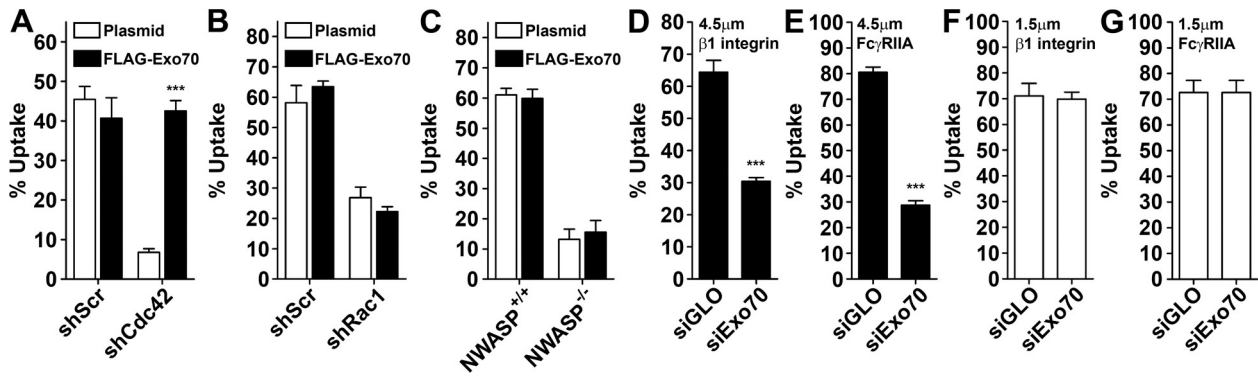 A
Plasmid
FLAG-Exo70
% Uptake
60
50
40
30
20
10
0
***
shScr
shCdc42
B
Plasmid
FLAG-Exo70
% Uptake
80
70
60
50
40
30
20
10
0
shScr
shRac1
C
Plasmid
FLAG-Exo70
% Uptake
80
70
60
50
40
30
20
10
0
NWASP+/+
NWASP-/-
D
4.5μm
β1 integrin
% Uptake
80
70
60
50
40
30
20
10
0
***
siGLO
siExo70
E
4.5μm
FcγRIIA
% Uptake
100
90
80
70
60
50
40
30
20
10
0
***
siGLO
siExo70
F
1.5μm
β1 integrin
% Uptake
100
90
80
70
60
50
40
30
20
10
0
siGLO
siExo70
G
1.5μm
FcγRIIA
% Uptake
100
90
80
70
60
50
40
30
20
10
0
siGLO
siExo70